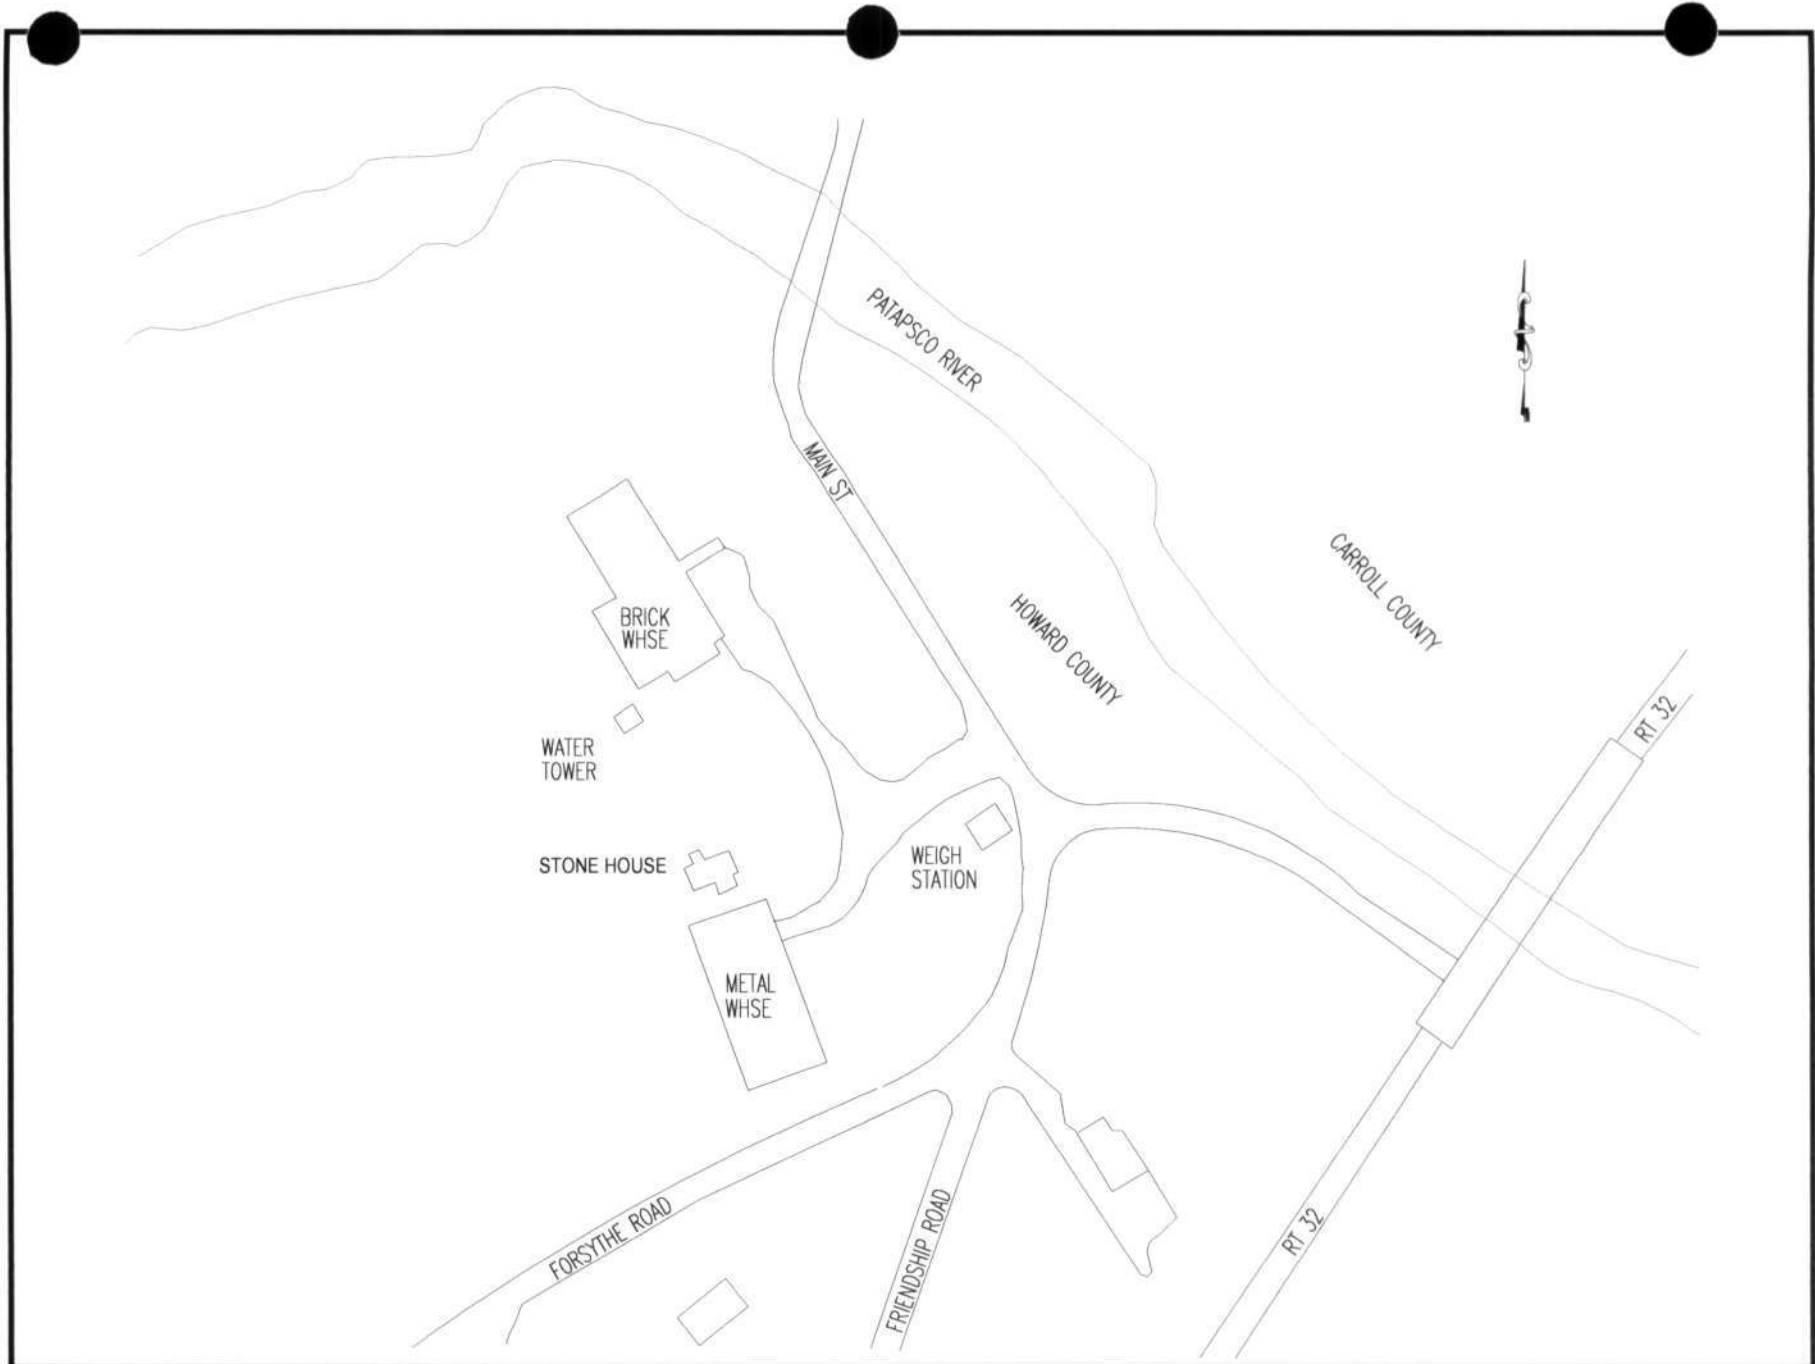 PATAPSCO RIVER
MAIN ST
CARROLL COUNTY
HOWARD COUNTY
BRICK
WHSE
RT 32
WATER
TOWER
STONE HOUSE
WEIGH
STATION
METAL
WHSE
FORSYTHE ROAD
FRIENDSHIP ROAD
RT 32